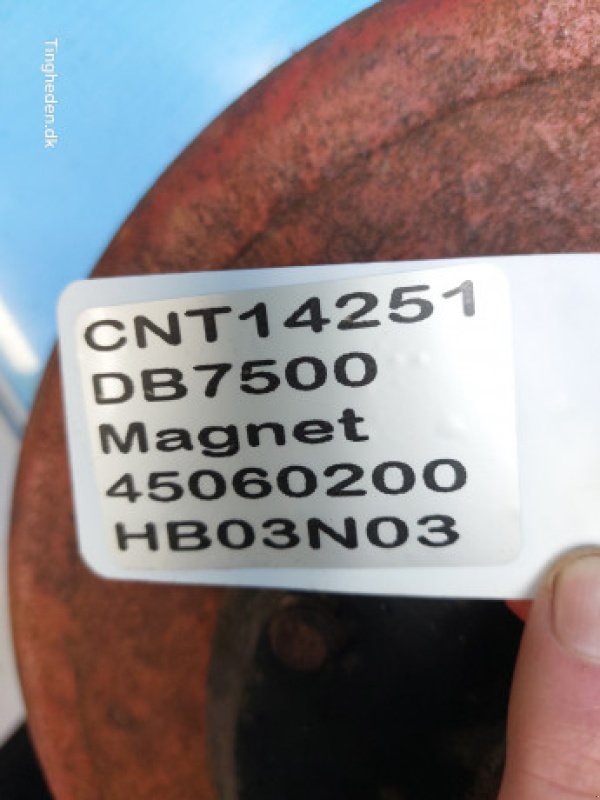 Tingheden.dk
CNT14251
DB7500
Magnet
45060200
HB03N03